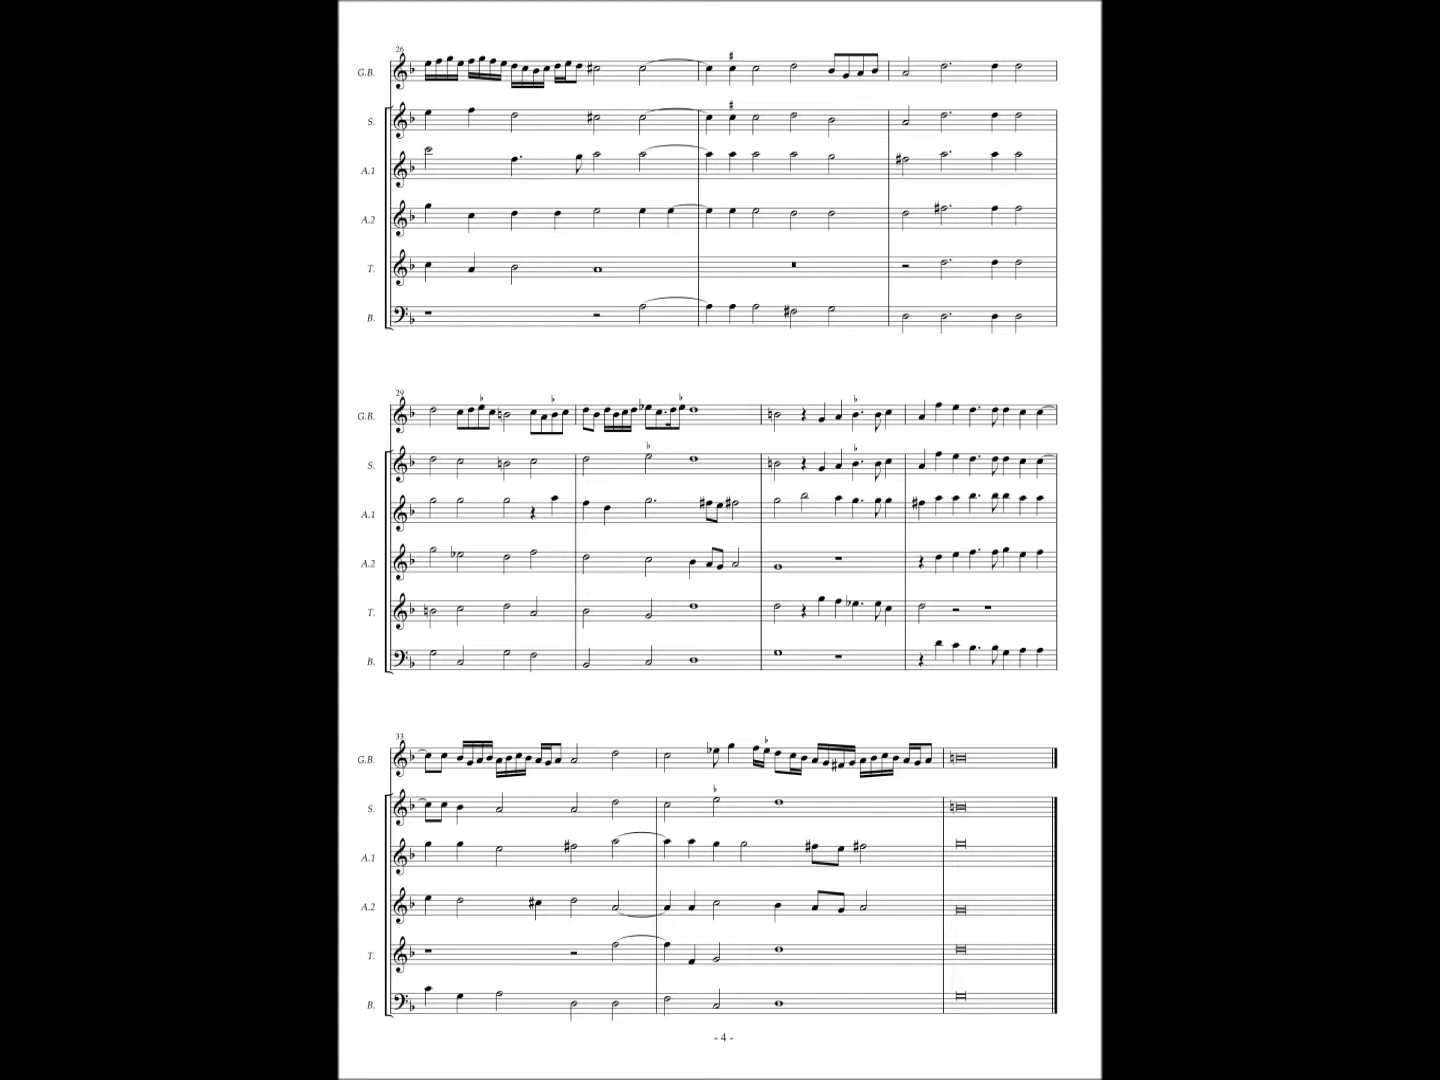 26
G.B.
S.
A.1
A.2
T.
B.
29
G.B.
S.
A.1
A.2
T.
B.
33
G.B.
S.
A.1
A.2
T.
B.
- 4 -